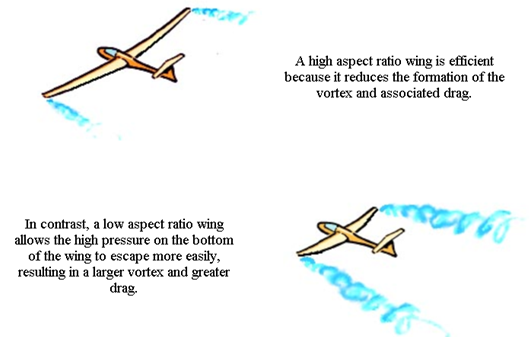 A high aspect ratio wing is efficient
because it reduces the formation of the
vortex and associated drag.
In contrast, a low aspect ratio wing
allows the high pressure on the bottom
of the wing to escape more easily,
resulting in a larger vortex and greater
drag.